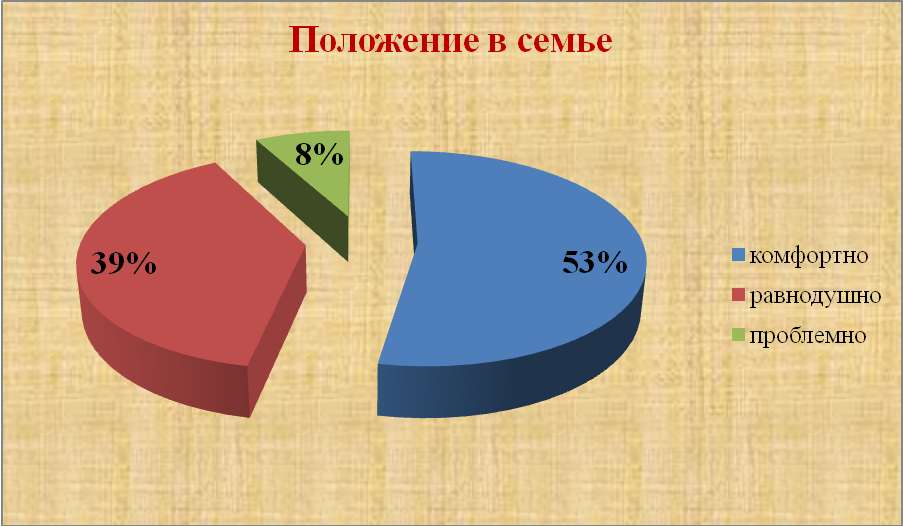 Положение в семье
8%
39%
53%
комфортно
равнодушно
проблемно